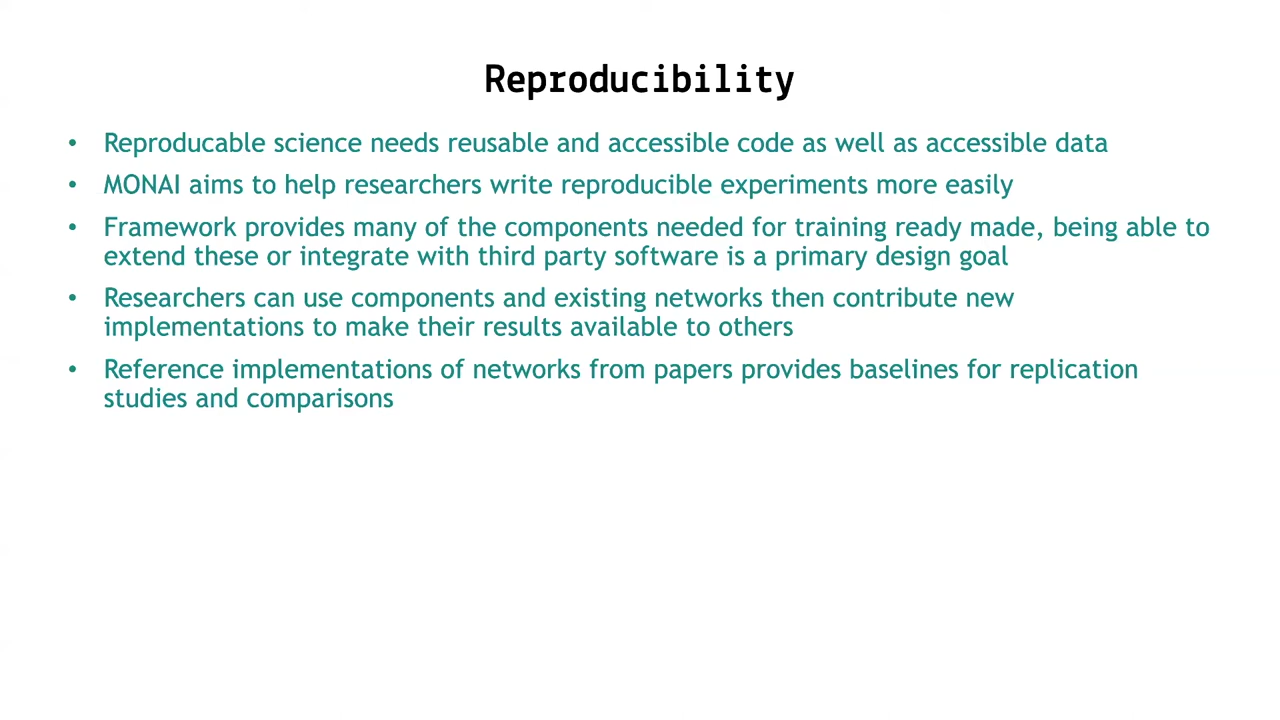 Reproducibility
• Reproducable science needs reusable and accessible code as well as accessible data
• MONAI aims to help researchers write reproducible experiments more easily
• Framework provides many of the components needed for training ready made, being able to
extend these or integrate with third party software is a primary design goal
• Researchers can use components and existing networks then contribute new
implementations to make their results available to others
• Reference implementations of networks from papers provides baselines for replication
studies and comparisons